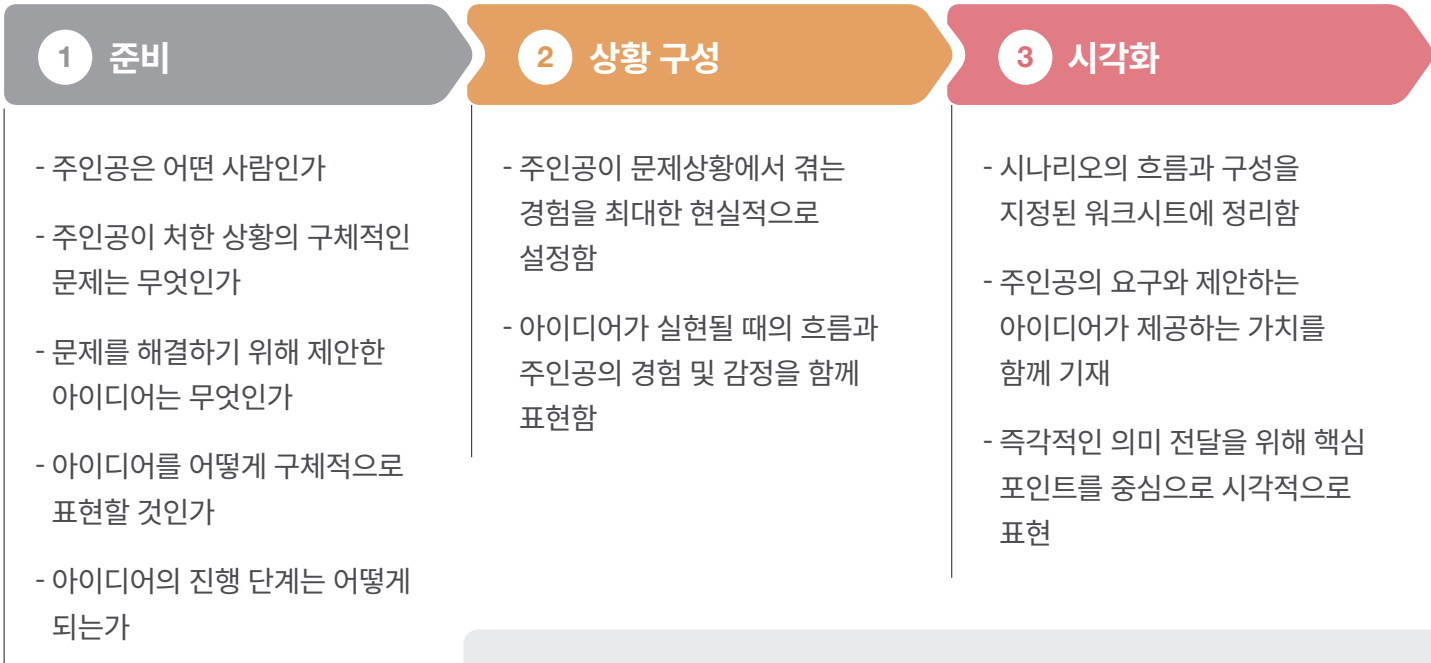 1 준비
- 주인공은 어떤 사람인가
- 주인공이 처한 상황의 구체적인
문제는 무엇인가
- 문제를 해결하기 위해 제안한
아이디어는 무엇인가
- 아이디어를 어떻게 구체적으로
표현할 것인가
- 아이디어의 진행 단계는 어떻게
되는가
2 상황 구성
- 주인공이 문제상황에서 겪는
경험을 최대한 현실적으로
설정함
- 아이디어가 실현될 때의 흐름과
주인공의 경험 및 감정을 함께
표현함
3 시각화
- 시나리오의 흐름과 구성을
지정된 워크시트에 정리함
- 주인공의 요구와 제안하는
아이디어가 제공하는 가치를
함께 기재
- 즉각적인 의미 전달을 위해 핵심
포인트를 중심으로 시각적으로
표현